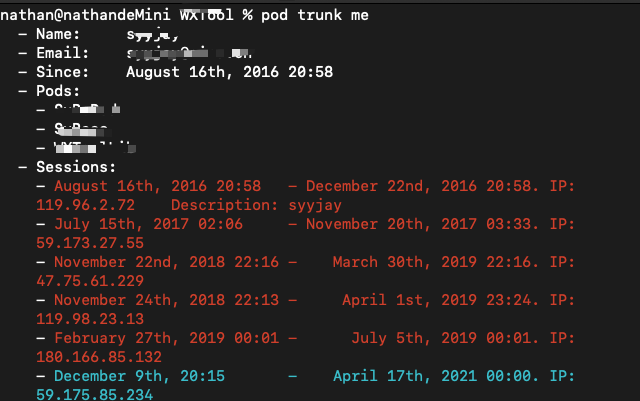 nathan@nathandeMini WXTool % pod trunk me
- Name:
- Email:
- Since: August 16th, 2016 20:58
- Pods:
-
-
-
- Sessions:
- August 16th, 2016 20:58 - December 22nd, 2016 20:58. IP:
119.96.2.72 Description: syyjay
- July 15th, 2017 02:06 - November 20th, 2017 03:33. IP:
59.173.27.55
- November 22nd, 2018 22:16 - March 30th, 2019 22:16. IP:
47.75.61.229
- November 24th, 2018 22:13 - April 1st, 2019 23:24. IP:
119.98.23.13
- February 27th, 2019 00:01 - July 5th, 2019 00:01. IP:
180.166.85.132
- December 9th, 20:15 - April 17th, 2021 00:00. IP:
59.175.85.234